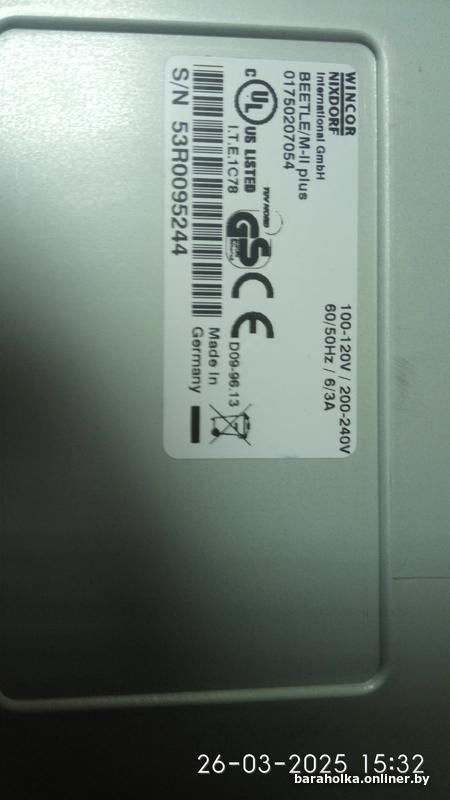 WINCOR
NIXDORF
International GmbH
BEETLE/M-II plus
01750207054
100-120V / 200-240V
60/50Hz / 6/3A
C UL US LISTED
I.T.E.1C78
TÜV NORD
GS
CE
D09-96.13
Made in
Germany
S/N 53R0095244
26-03-2025 15:32
baraholka.onliner.by